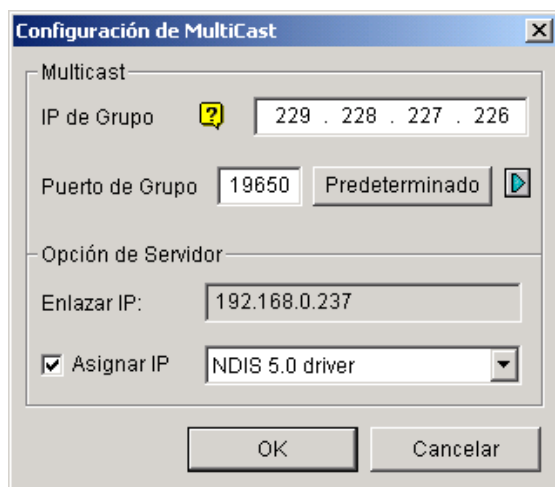 Configuración de MultiCast
Multicast
IP de Grupo ? 229 . 228 . 227 . 226
Puerto de Grupo 19650 Predeterminado
Opción de Servidor
Enlazar IP: 192.168.0.237
Asignar IP NDIS 5.0 driver
OK Cancelar